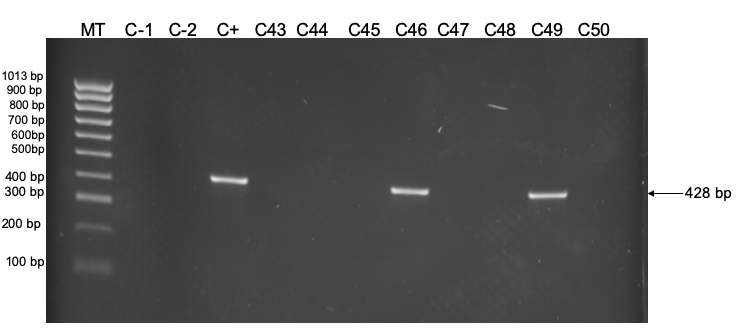 MT C-1 C-2 C+ C43 C44 C45 C46 C47 C48 C49 C50
1013 bp
900 bp
800 bp
700 bp
600bp
500bp
400 bp
300 bp
428 bp
200 bp
100 bp